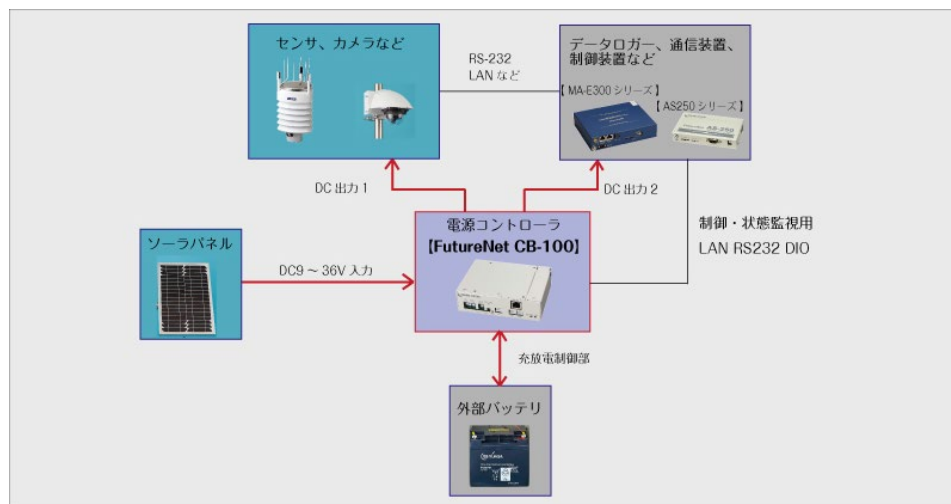 センサ、カメラなど
データロガー、通信装置、
制御装置など
RS-232
LAN など
【 MA-E300 シリーズ 】
【 AS250 シリーズ 】
DC 出力 1
DC 出力 2
電源コントローラ
【FutureNet CB-100】
制御・状態監視用
LAN RS232 DIO
ソーラパネル
DC9 ～ 36V 入力
充放電制御部
外部バッテリ